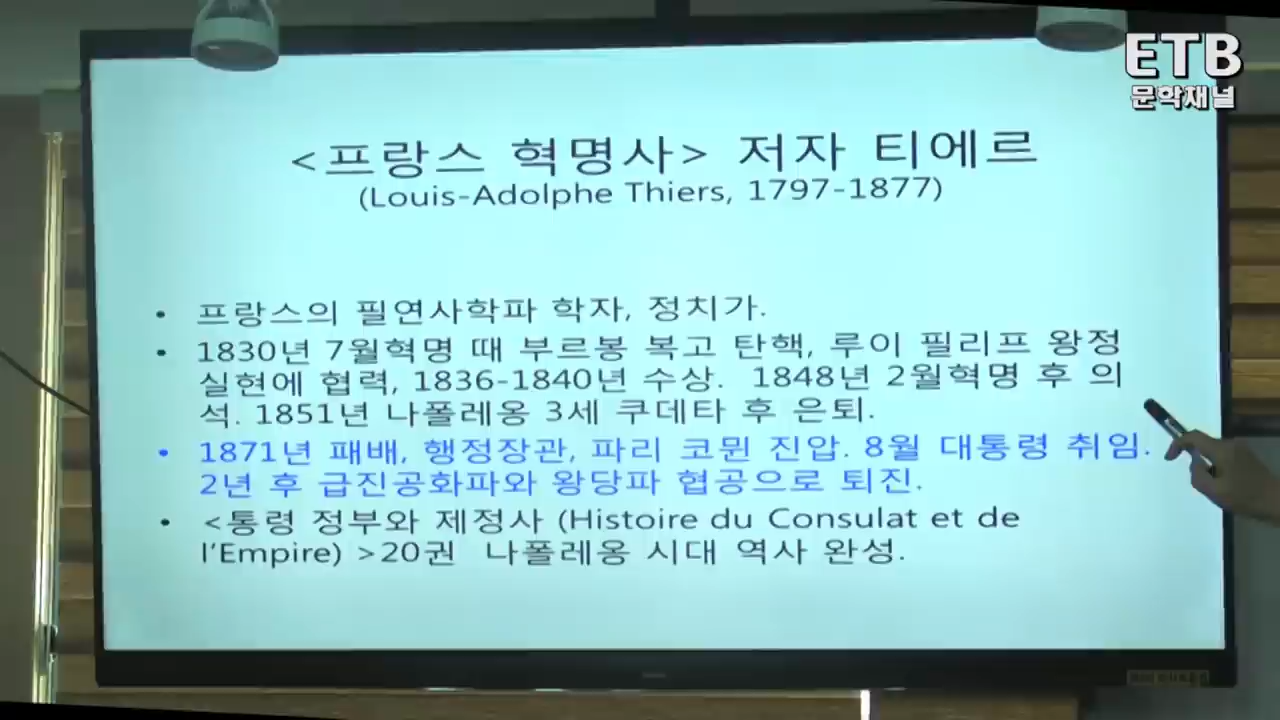 ETB
문학채널
<프랑스 혁명사> 저자 티에르
(Louis-Adolphe Thiers, 1797-1877)
• 프랑스의 필연사학파 학자, 정치가.
• 1830년 7월혁명 때 부르봉 복고 탄핵, 루이 필리프 왕정
실현에 협력, 1836-1840년 수상. 1848년 2월혁명 후 의
석. 1851년 나폴레옹 3세 쿠데타 후 은퇴.
• 1871년 패배, 행정장관, 파리 코뮌 진압. 8월 대통령 취임.
2년 후 급진공화파와 왕당파 협공으로 퇴진.
• <통령 정부와 제정사 (Histoire du Consulat et de
l'Empire) >20권 나폴레옹 시대 역사 완성.